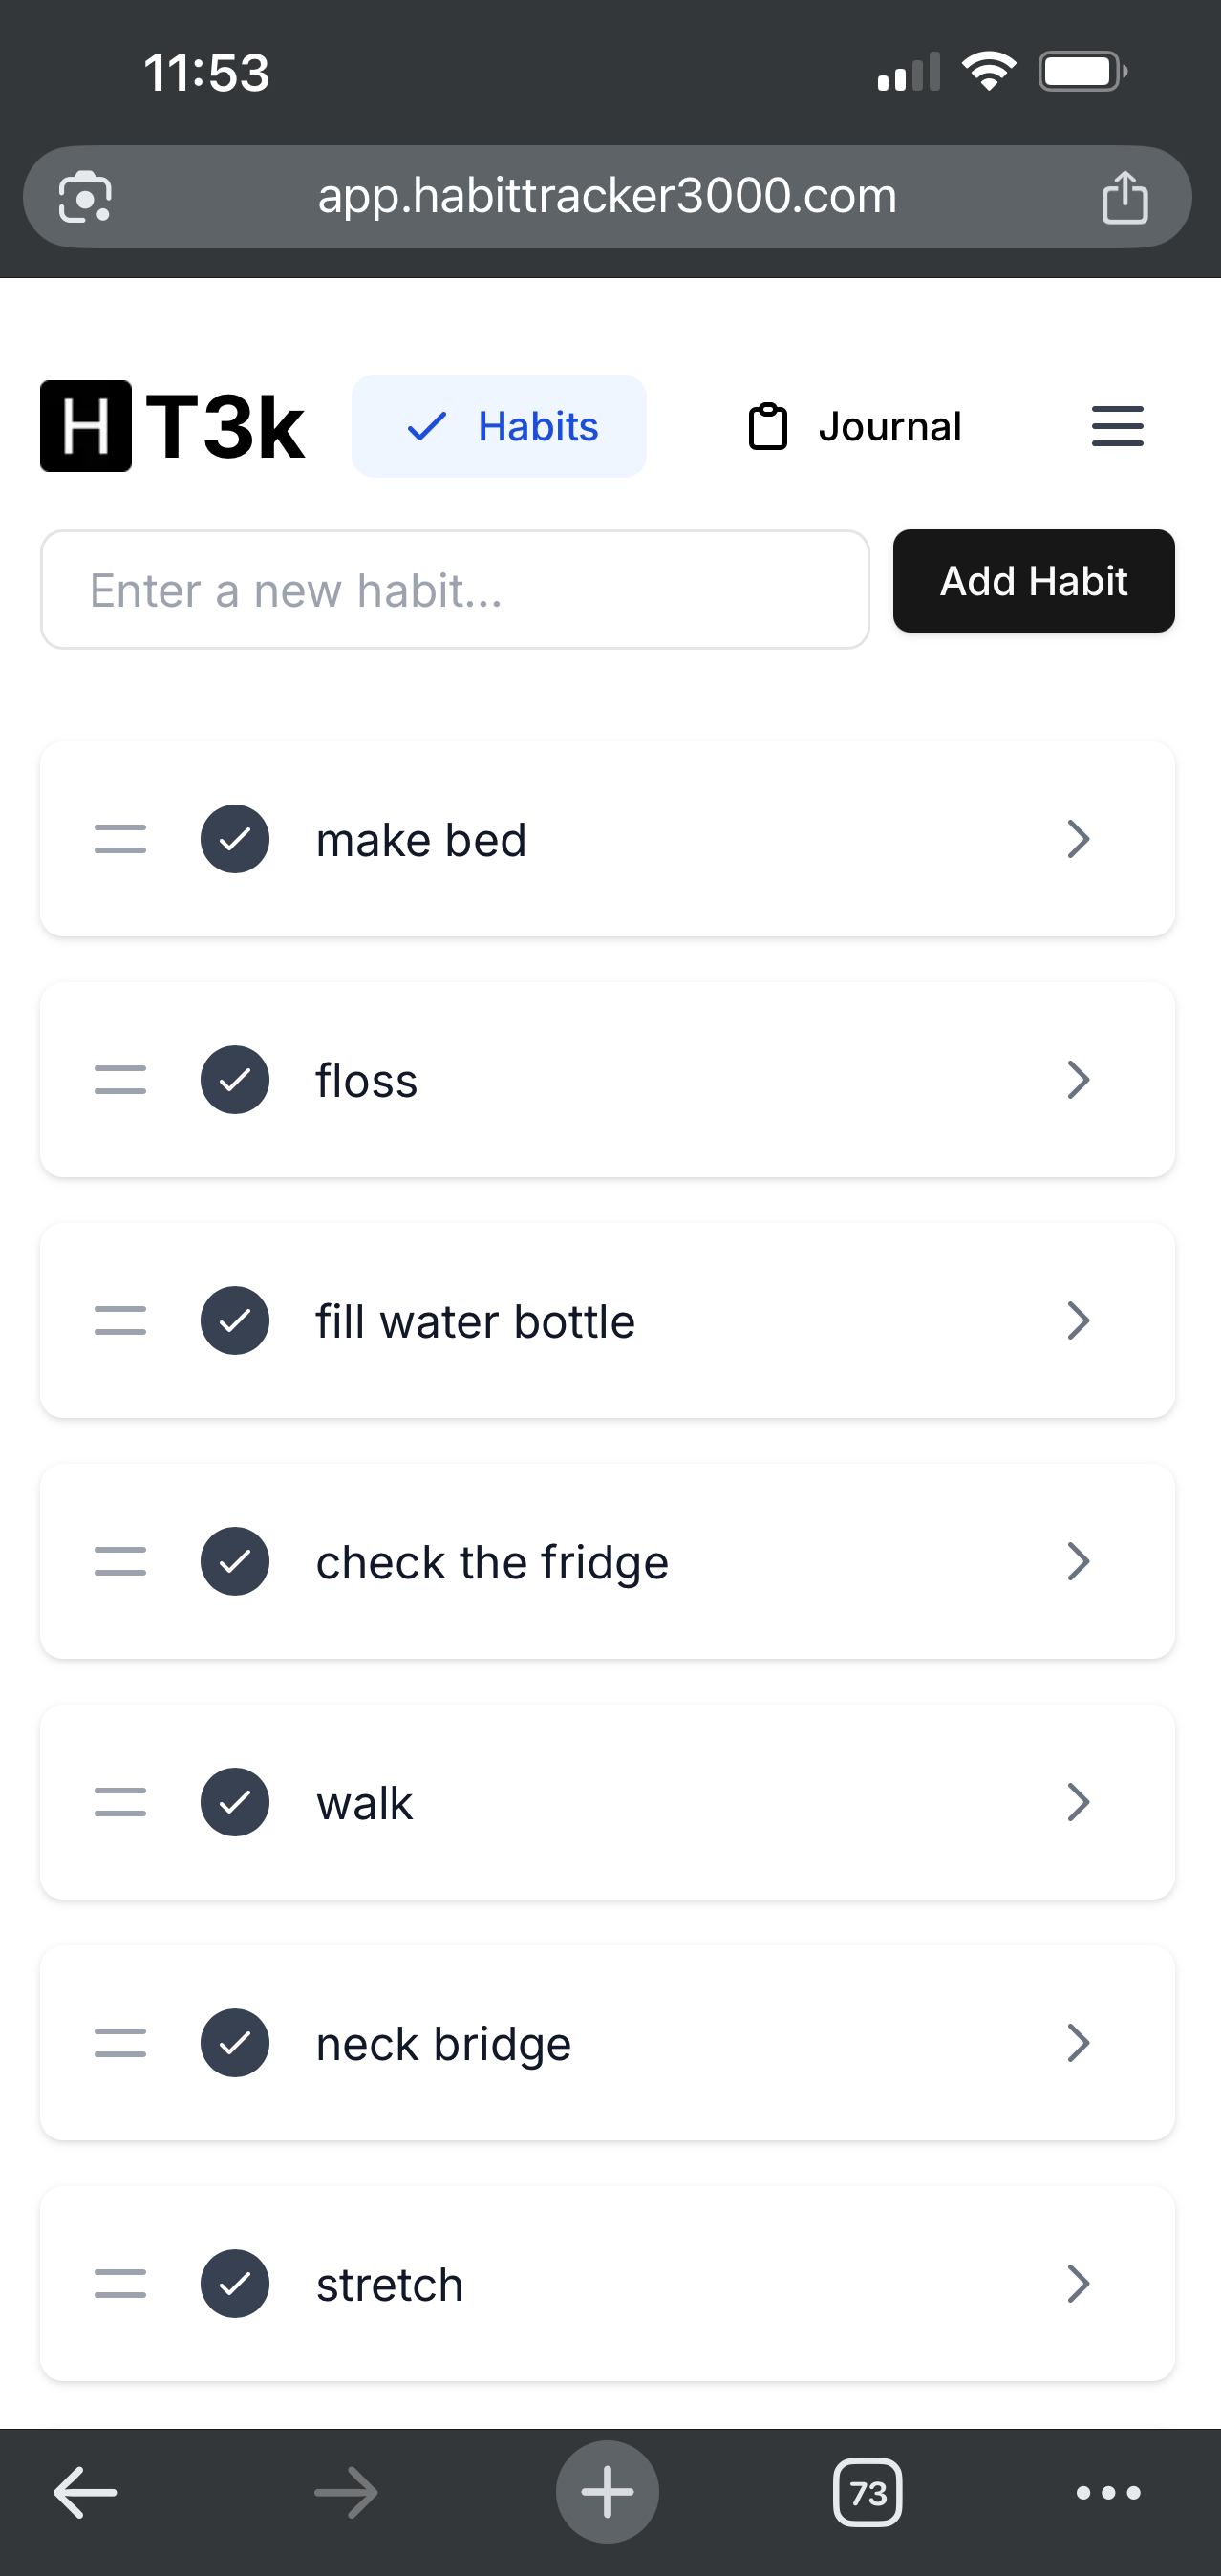 11:53
app.habittracker3000.com
H T3k Habits Journal
Enter a new habit... Add Habit
make bed
floss
fill water bottle
check the fridge
walk
neck bridge
stretch
73